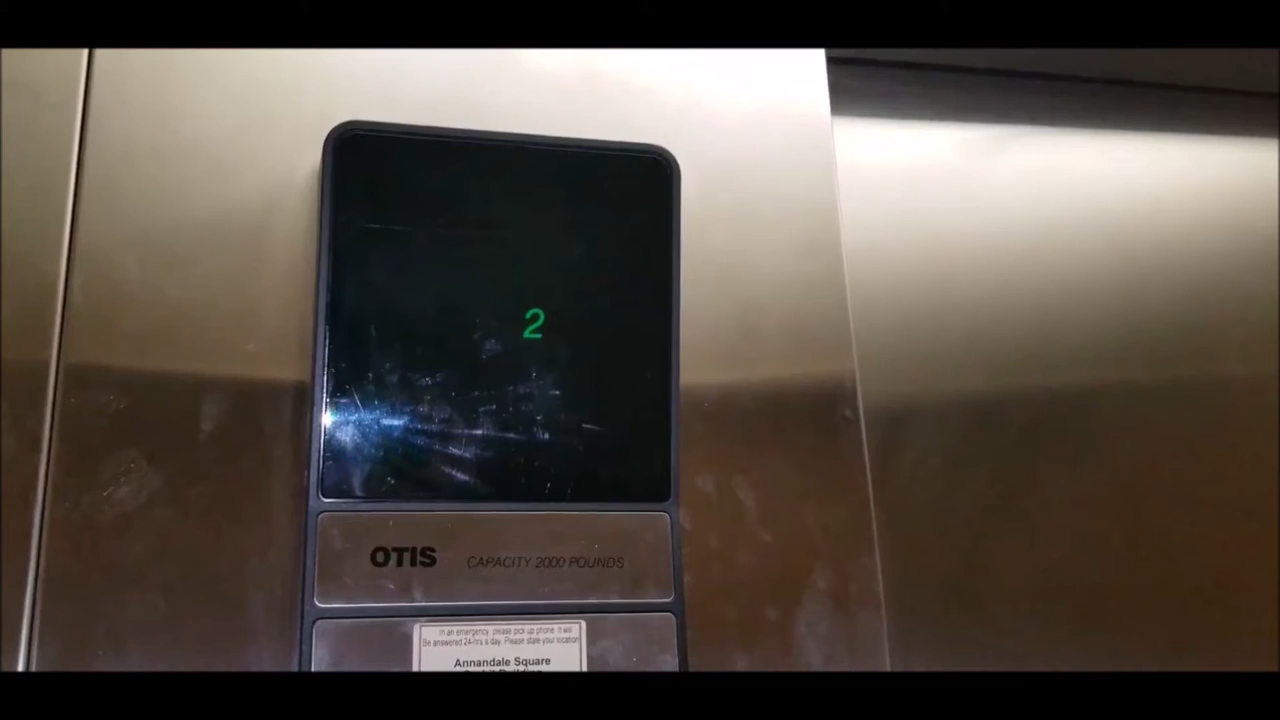 2
OTIS CAPACITY 2000 POUNDS
In an emergency, please pick up phone. It will
Be answered 24-hrs a day. Please state your location
Annandale Square
Building